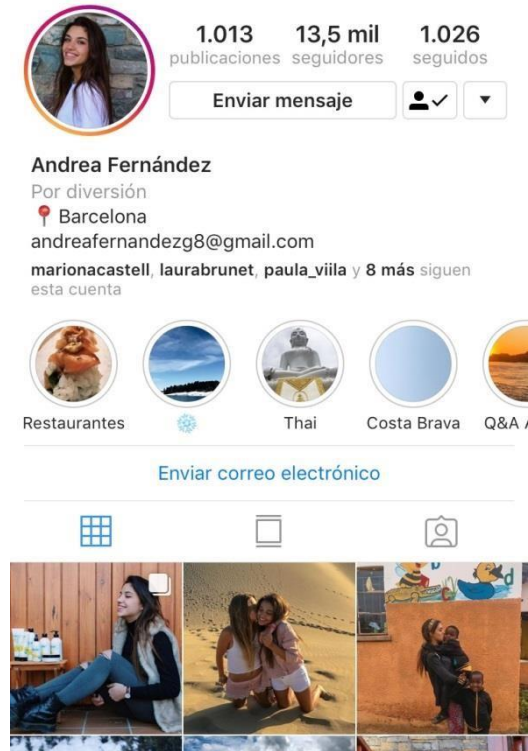 1.013 13,5 mil 1.026
publicaciones seguidores seguidos
Enviar mensaje
Andrea Fernández
Por diversión
📍 Barcelona
andreafernandezg8@gmail.com
marionacastell, laurabrunet, paula_viila y 8 más siguen
esta cuenta
Restaurantes ❄️ Thai Costa Brava Q&A
Enviar correo electrónico